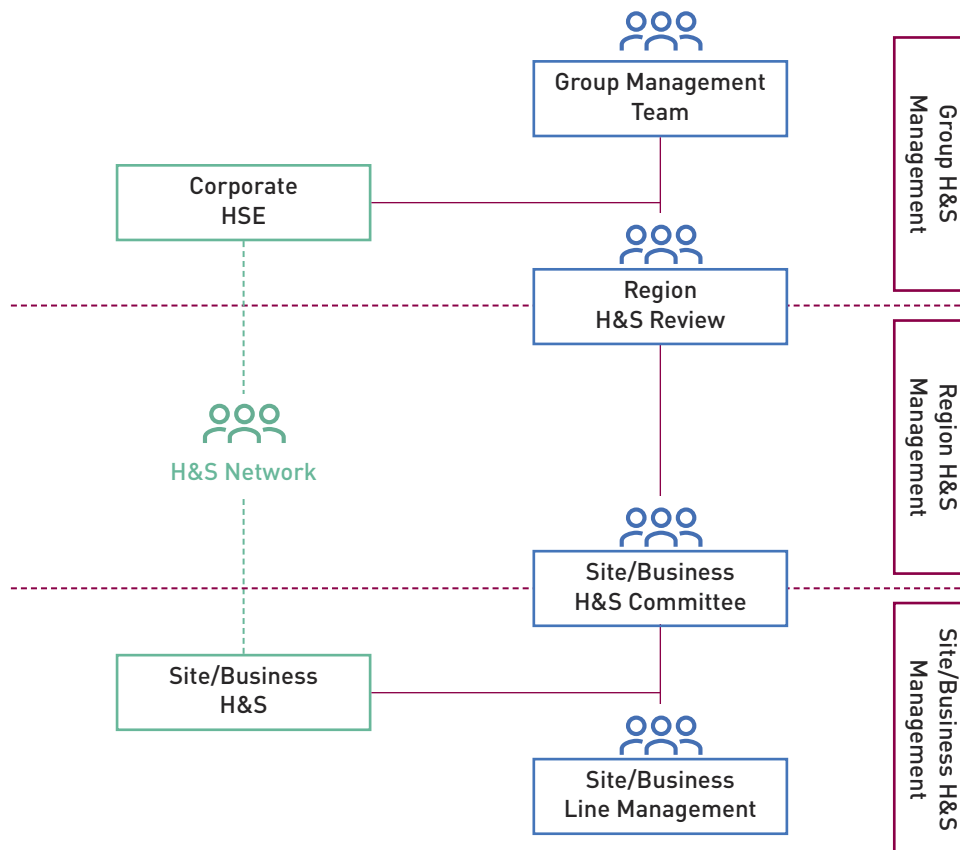 Group Management
Team
Group H&S
Management
Corporate
HSE
Region
H&S Review
Region H&S
Management
H&S Network
Site/Business
H&S Committee
Site/Business
H&S
Site/Business H&S
Management
Site/Business
Line Management